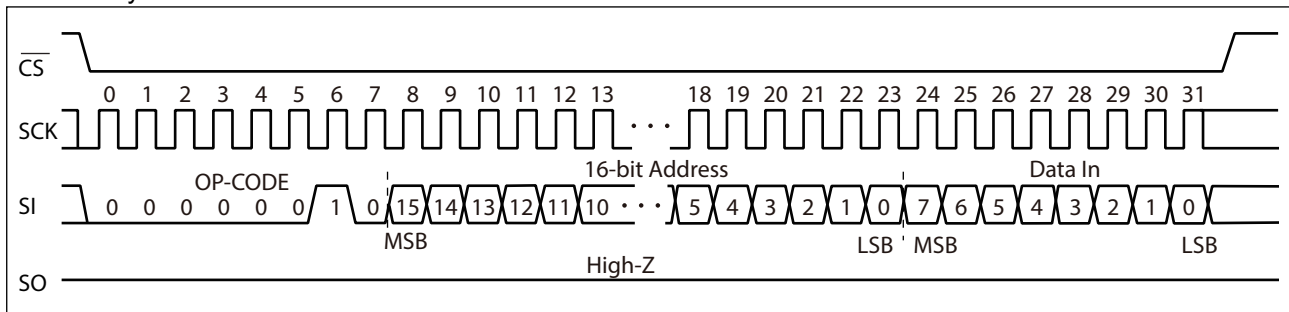 CS
0 1 2 3 4 5 6 7 8 9 10 11 12 13 18 19 20 21 22 23 24 25 26 27 28 29 30 31
SCK
OP-CODE 16-bit Address Data In
SI 0 0 0 0 0 0 1 0 15 14 13 12 11 10 5 4 3 2 1 0 7 6 5 4 3 2 1 0
MSB LSB MSB LSB
High-Z
SO